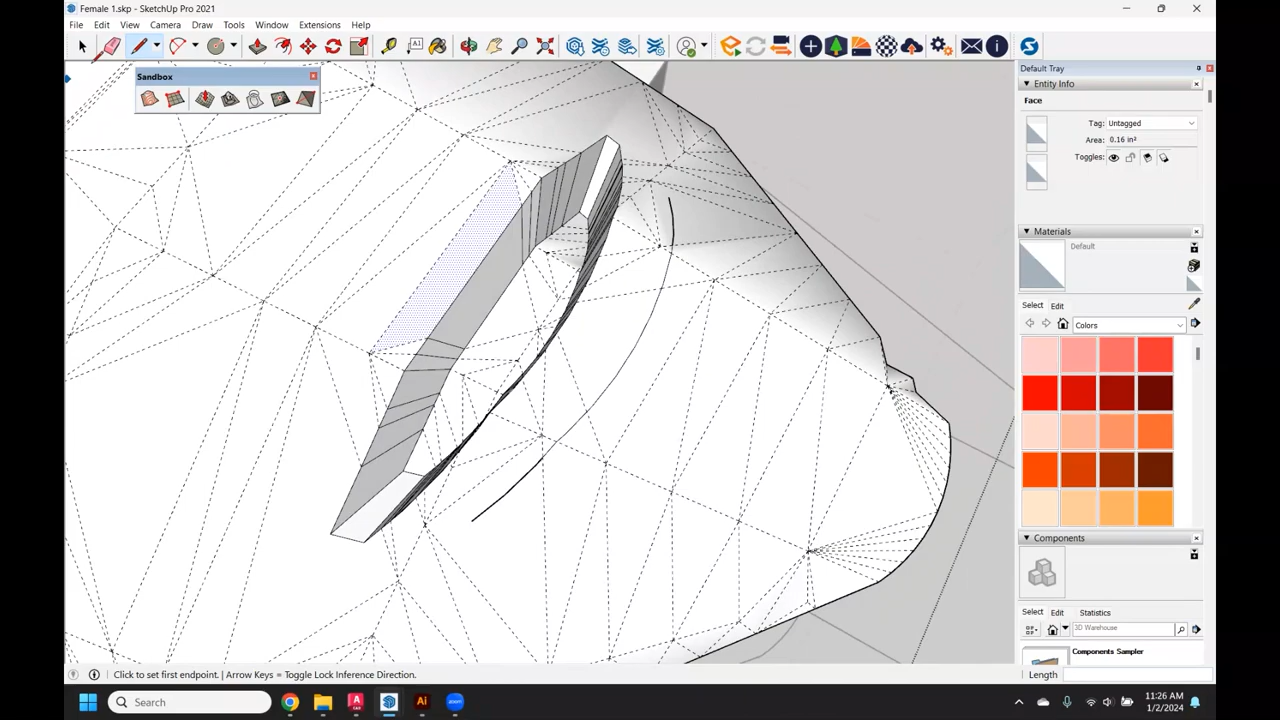 Female 1.skp - SketchUp Pro 2021
File Edit View Camera Draw Tools Window Extensions Help
Sandbox
Default Tray
Entity Info
Face
Tag: Untagged
Area: 0.16 in²
Toggles:
Materials
Default
Select Edit
Colors
Components
Select Edit Statistics
3D Warehouse
Components Sampler
Click to set first endpoint. | Arrow Keys = Toggle Lock Inference Direction.
Length
Search
11:26 AM
1/2/2024